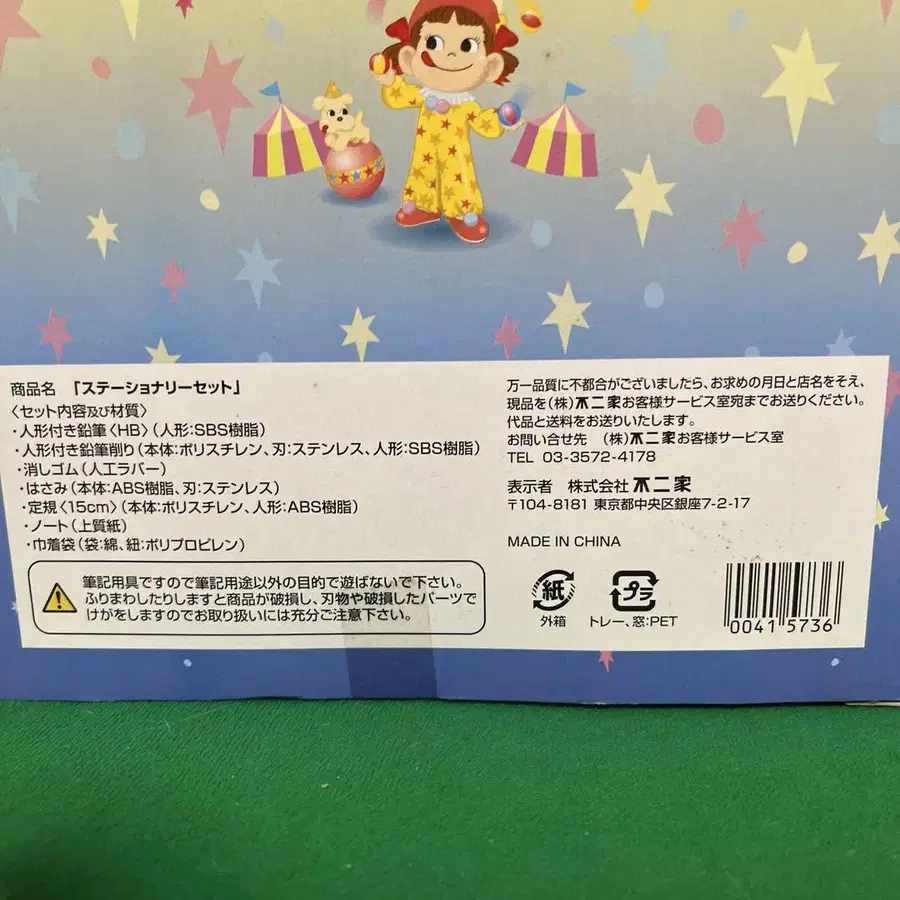 商品名 「ステーショナリーセット」
〈セット内容及び材質〉
・人形付き鉛筆〈HB〉(人形:SBS樹脂)
・人形付き鉛筆削り(本体:ポリスチレン、刃:ステンレス、人形:SBS樹脂)
・消しゴム(人工ラバー)
・はさみ(本体:ABS樹脂、刃:ステンレス)
・定規〈15cm〉(本体:ポリスチレン、人形:ABS樹脂)
・ノート(上質紙)
・巾着袋(袋:綿、紐:ポリプロピレン)
筆記用具ですので筆記用途以外の目的で遊ばないで下さい。
ふりまわしたりしますと商品が破損し、刃物や破損したパーツで
けがをしますのでお取り扱いには充分ご注意下さい。
万一品質に不都合がございましたら、お求めの月日と店名をそえ、
現品を(株)不二家お客様サービス室宛までお送りください。
代品と送料をお送りいたします。
お問い合せ先 (株)不二家お客様サービス室
TEL 03-3572-4178
表示者 株式会社 不二家
〒104-8181 東京都中央区銀座7-2-17
MADE IN CHINA
紙
外箱
プラ
トレー、窓:PET
00415736